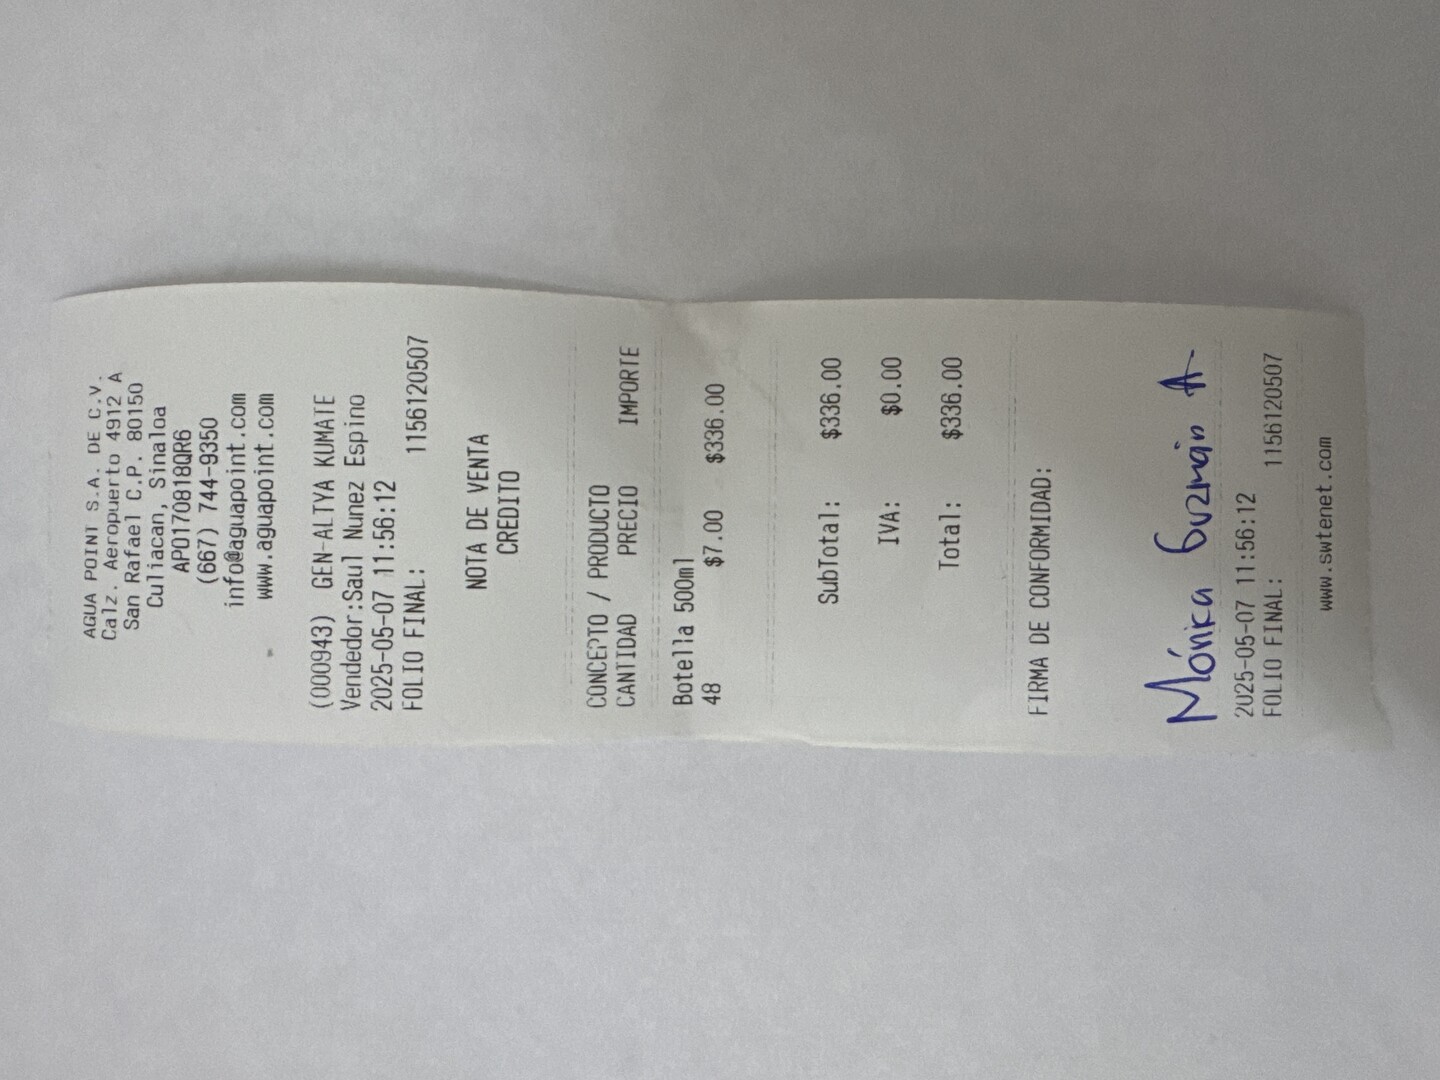 AGUA POINT S.A. DE C.V.
Calz. Aeropuerto 4912 A
San Rafael C.P. 80150
Culiacan, Sinaloa
APO170818QR6
(667) 744-9350
info@aguapoint.com
www.aguapoint.com
(000943) GEN-ALTYA KUMATE
Vendedor:Saul Nunez Espino
2025-05-07 11:56:12
FOLIO FINAL: 1156120507
NOTA DE VENTA
CREDITO
CONCEPTO / PRODUCTO
CANTIDAD PRECIO IMPORTE
Botella 500ml
48 $7.00 $336.00
SubTotal: $336.00
IVA: $0.00
Total: $336.00
FIRMA DE CONFORMIDAD:
Mónica Guzmán A
2025-05-07 11:56:12
FOLIO FINAL: 1156120507
www.swtenet.com